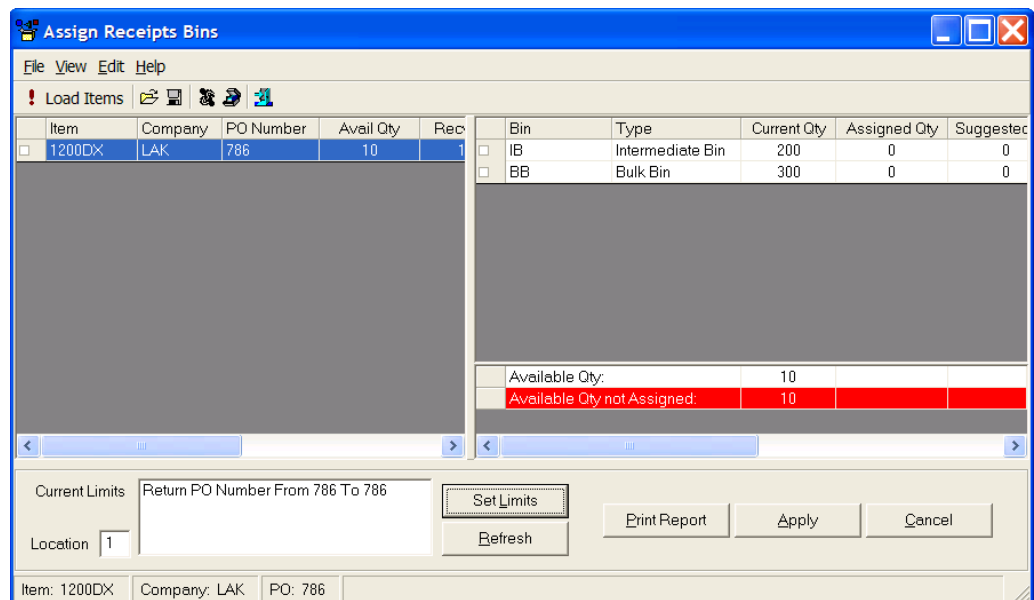 Assign Receipts Bins
File View Edit Help
! Load Items
Item Company PO Number Avail Qty Recv
1200DX LAK 786 10 1
Bin Type Current Qty Assigned Qty Suggested
IB Intermediate Bin 200 0 0
BB Bulk Bin 300 0 0
Available Qty: 10
Available Qty not Assigned: 10
Current Limits
Return PO Number From 786 To 786
Location 1
Set Limits
Refresh
Print Report Apply Cancel
Item: 1200DX Company: LAK PO: 786